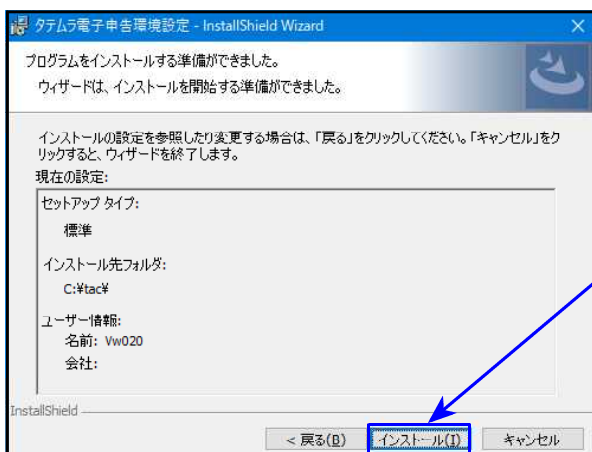 タテムラ電子申告環境設定 - InstallShield Wizard
プログラムをインストールする準備ができました。
ウィザードは、インストールを開始する準備ができました。
インストールの設定を参照したり変更する場合は、「戻る」をクリックしてください。「キャンセル」をク
リックすると、ウィザードを終了します。
現在の設定:
セットアップ タイプ:
標準
インストール先フォルダ:
C:¥tac¥
ユーザー情報:
名前: Vw020
会社:
InstallShield
< 戻る(B) インストール(I) キャンセル